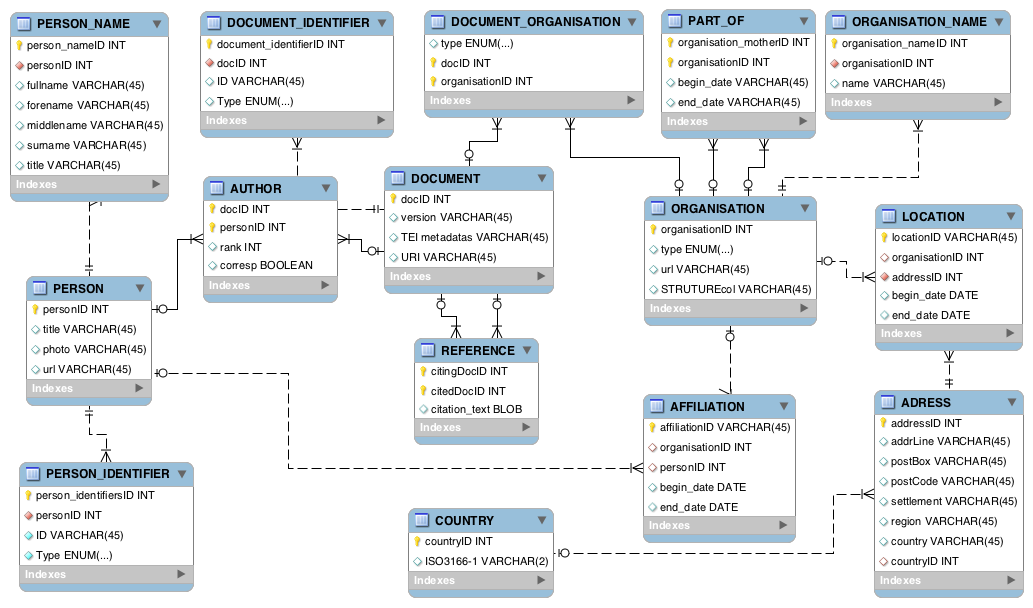 PERSON_NAME
person_nameID INT
personID INT
fullname VARCHAR(45)
forename VARCHAR(45)
middlename VARCHAR(45)
surname VARCHAR(45)
title VARCHAR(45)
Indexes
DOCUMENT_IDENTIFIER
document_identifierID INT
docID INT
ID VARCHAR(45)
Type ENUM(...)
Indexes
DOCUMENT_ORGANISATION
type ENUM(...)
docID INT
organisationID INT
Indexes
PART_OF
organisation_motherID INT
organisationID INT
begin_date VARCHAR(45)
end_date VARCHAR(45)
Indexes
ORGANISATION_NAME
organisation_nameID INT
organisationID INT
name VARCHAR(45)
Indexes
AUTHOR
docID INT
personID INT
rank INT
corresp BOOLEAN
Indexes
DOCUMENT
docID INT
version VARCHAR(45)
TEI metadatas VARCHAR(45)
URI VARCHAR(45)
Indexes
ORGANISATION
organisationID INT
type ENUM(...)
url VARCHAR(45)
STRUTUREcol VARCHAR(45)
Indexes
LOCATION
locationID VARCHAR(45)
organisationID INT
addressID INT
begin_date DATE
end_date DATE
Indexes
PERSON
personID INT
title VARCHAR(45)
photo VARCHAR(45)
url VARCHAR(45)
Indexes
REFERENCE
citingDocID INT
citedDocID INT
citation_text BLOB
Indexes
AFFILIATION
affiliationID VARCHAR(45)
organisationID INT
personID INT
begin_date DATE
end_date DATE
Indexes
ADRESS
addressID INT
addrLine VARCHAR(45)
postBox VARCHAR(45)
postCode VARCHAR(45)
settlement VARCHAR(45)
region VARCHAR(45)
country VARCHAR(45)
countryID INT
Indexes
PERSON_IDENTIFIER
person_identifiersID INT
personID INT
ID VARCHAR(45)
Type ENUM(...)
Indexes
COUNTRY
countryID INT
ISO3166-1 VARCHAR(2)
Indexes